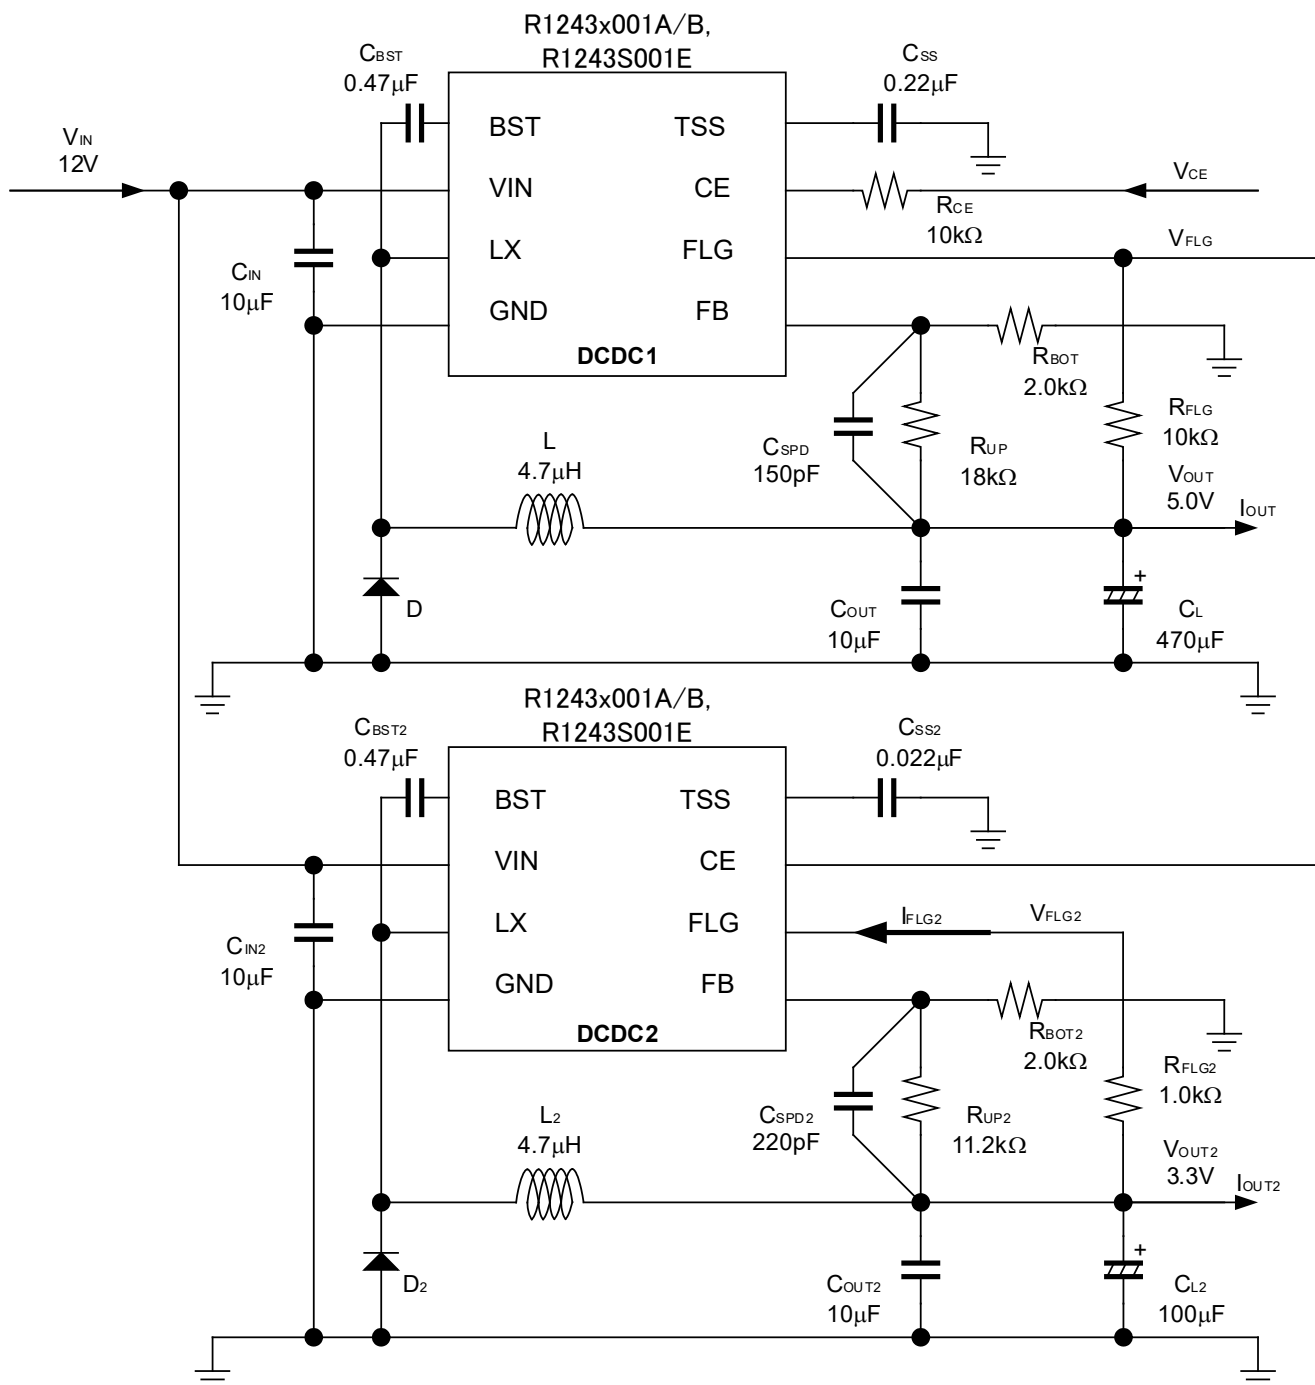 R1243x001A/B,
R1243S001E
CBST
0.47µF
CSS
0.22µF
VIN
12V
BST
TSS
VIN
CE
VCE
RCE
10kΩ
LX
FLG
VFLG
CIN
10µF
GND
FB
DCDC1
RBOT
2.0kΩ
RFLG
10kΩ
L
4.7µH
CSPD
150pF
RUP
18kΩ
VOUT
5.0V
IOUT
D
COUT
10µF
+
CL
470µF
R1243x001A/B,
R1243S001E
CBST2
0.47µF
CSS2
0.022µF
BST
TSS
VIN
CE
LX
FLG
IFLG2
VFLG2
CIN2
10µF
GND
FB
DCDC2
RBOT2
2.0kΩ
RFLG2
1.0kΩ
L2
4.7µH
CSPD2
220pF
RUP2
11.2kΩ
VOUT2
3.3V
IOUT2
D2
COUT2
10µF
+
CL2
100µF